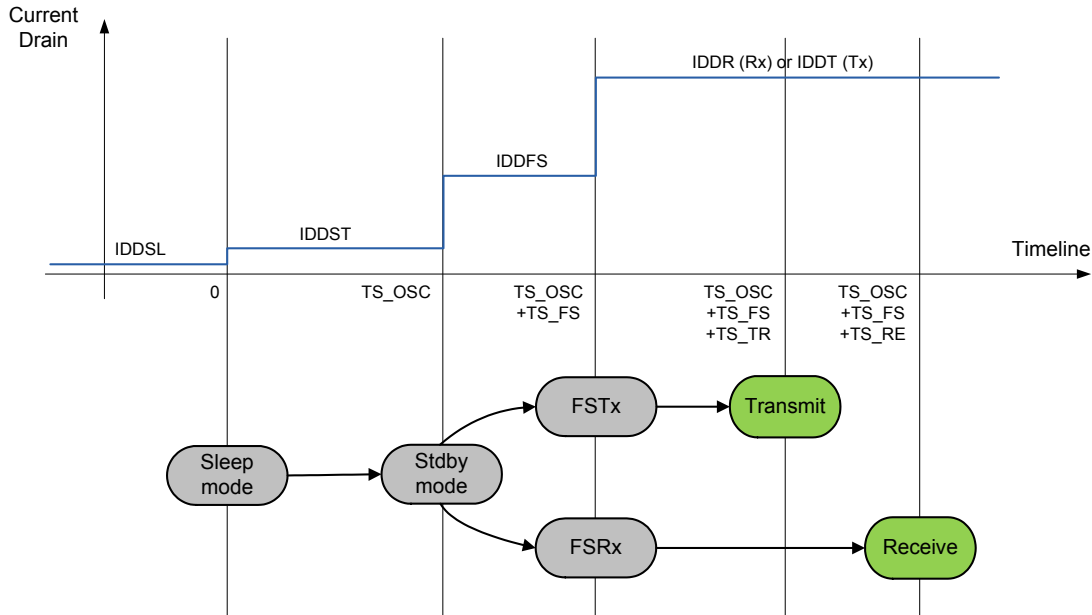 Current
Drain
IDDR (Rx) or IDDT (Tx)
IDDFS
IDDST
IDDSL
Timeline
0
TS_OSC
TS_OSC
+TS_FS
TS_OSC
+TS_FS
+TS_TR
TS_OSC
+TS_FS
+TS_RE
FSTx
Transmit
Sleep
mode
Stdby
mode
FSRx
Receive